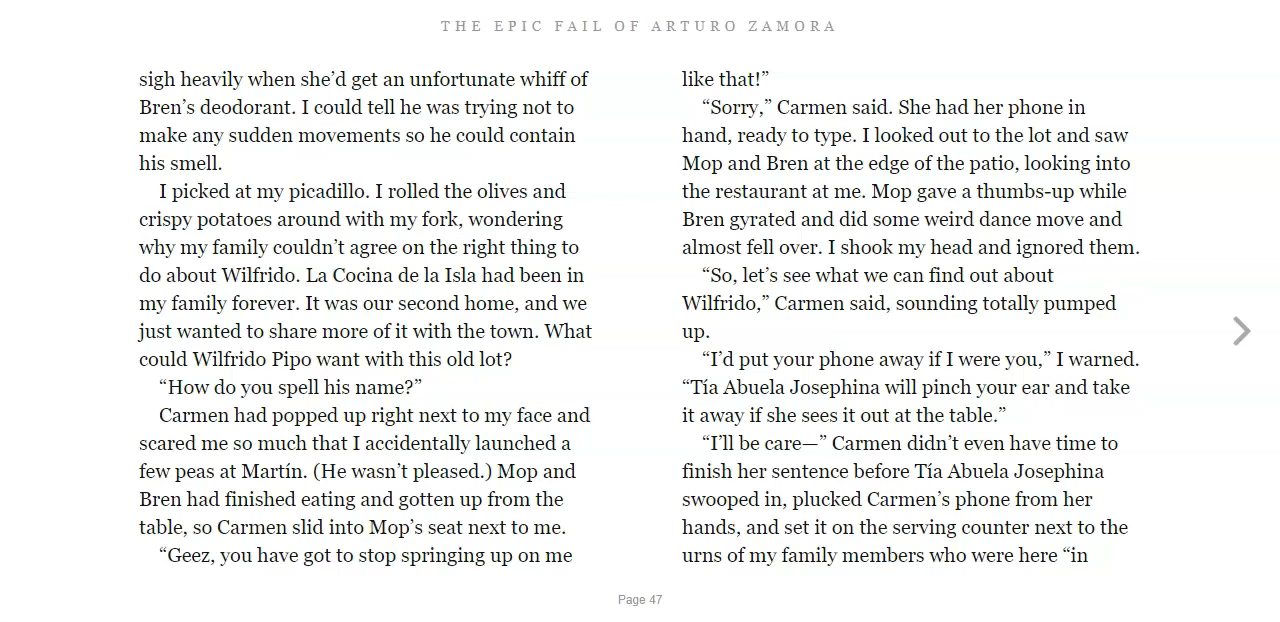 THE EPIC FAIL OF ARTURO ZAMORA
sigh heavily when she’d get an unfortunate whiff of
Bren’s deodorant. I could tell he was trying not to
make any sudden movements so he could contain
his smell.
I picked at my picadillo. I rolled the olives and
crispy potatoes around with my fork, wondering
why my family couldn’t agree on the right thing to
do about Wilfrido. La Cocina de la Isla had been in
my family forever. It was our second home, and we
just wanted to share more of it with the town. What
could Wilfrido Pipo want with this old lot?
“How do you spell his name?”
Carmen had popped up right next to my face and
scared me so much that I accidentally launched a
few peas at Martín. (He wasn’t pleased.) Mop and
Bren had finished eating and gotten up from the
table, so Carmen slid into Mop’s seat next to me.
“Geez, you have got to stop springing up on me
like that!”
“Sorry,” Carmen said. She had her phone in
hand, ready to type. I looked out to the lot and saw
Mop and Bren at the edge of the patio, looking into
the restaurant at me. Mop gave a thumbs-up while
Bren gyrated and did some weird dance move and
almost fell over. I shook my head and ignored them.
“So, let’s see what we can find out about
Wilfrido,” Carmen said, sounding totally pumped
up.
“I’d put your phone away if I were you,” I warned.
“Tía Abuela Josephina will pinch your ear and take
it away if she sees it out at the table.”
“I’ll be care—” Carmen didn’t even have time to
finish her sentence before Tía Abuela Josephina
swooped in, plucked Carmen’s phone from her
hands, and set it on the serving counter next to the
urns of my family members who were here “in
Page 47